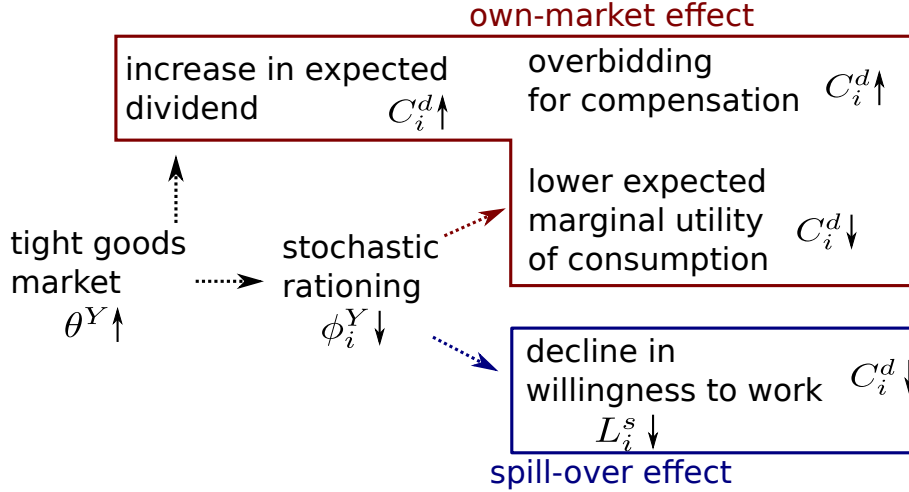 own-market effect
increase in expected
dividend
C_i^d ↑
overbidding
for compensation
C_i^d ↑
lower expected
marginal utility
of consumption
C_i^d ↓
tight goods
market
θ^Y ↑
stochastic
rationing
ϕ_i^Y ↓
decline in
willingness to work
C_i^d ↓
L_i^s ↓
spill-over effect